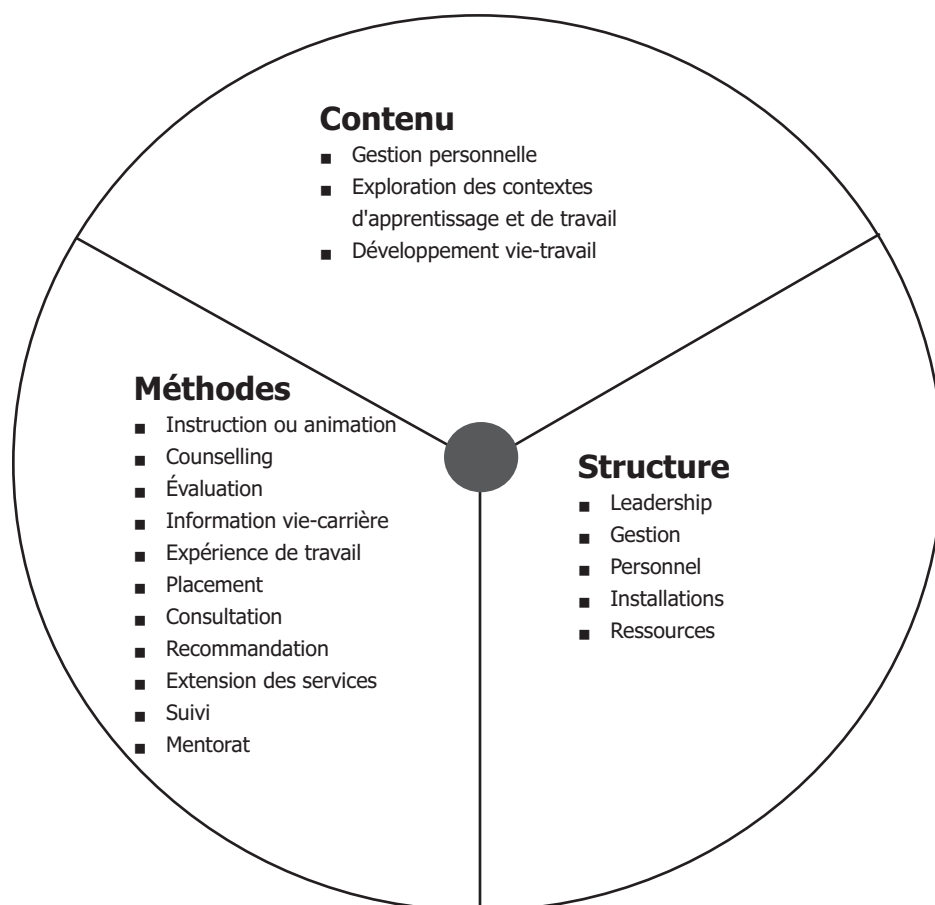 Contenu
▪ Gestion personnelle
▪ Exploration des contextes
d'apprentissage et de travail
▪ Développement vie-travail
Méthodes
▪ Instruction ou animation
▪ Counselling
▪ Évaluation
▪ Information vie-carrière
▪ Expérience de travail
▪ Placement
▪ Consultation
▪ Recommandation
▪ Extension des services
▪ Suivi
▪ Mentorat
Structure
▪ Leadership
▪ Gestion
▪ Personnel
▪ Installations
▪ Ressources